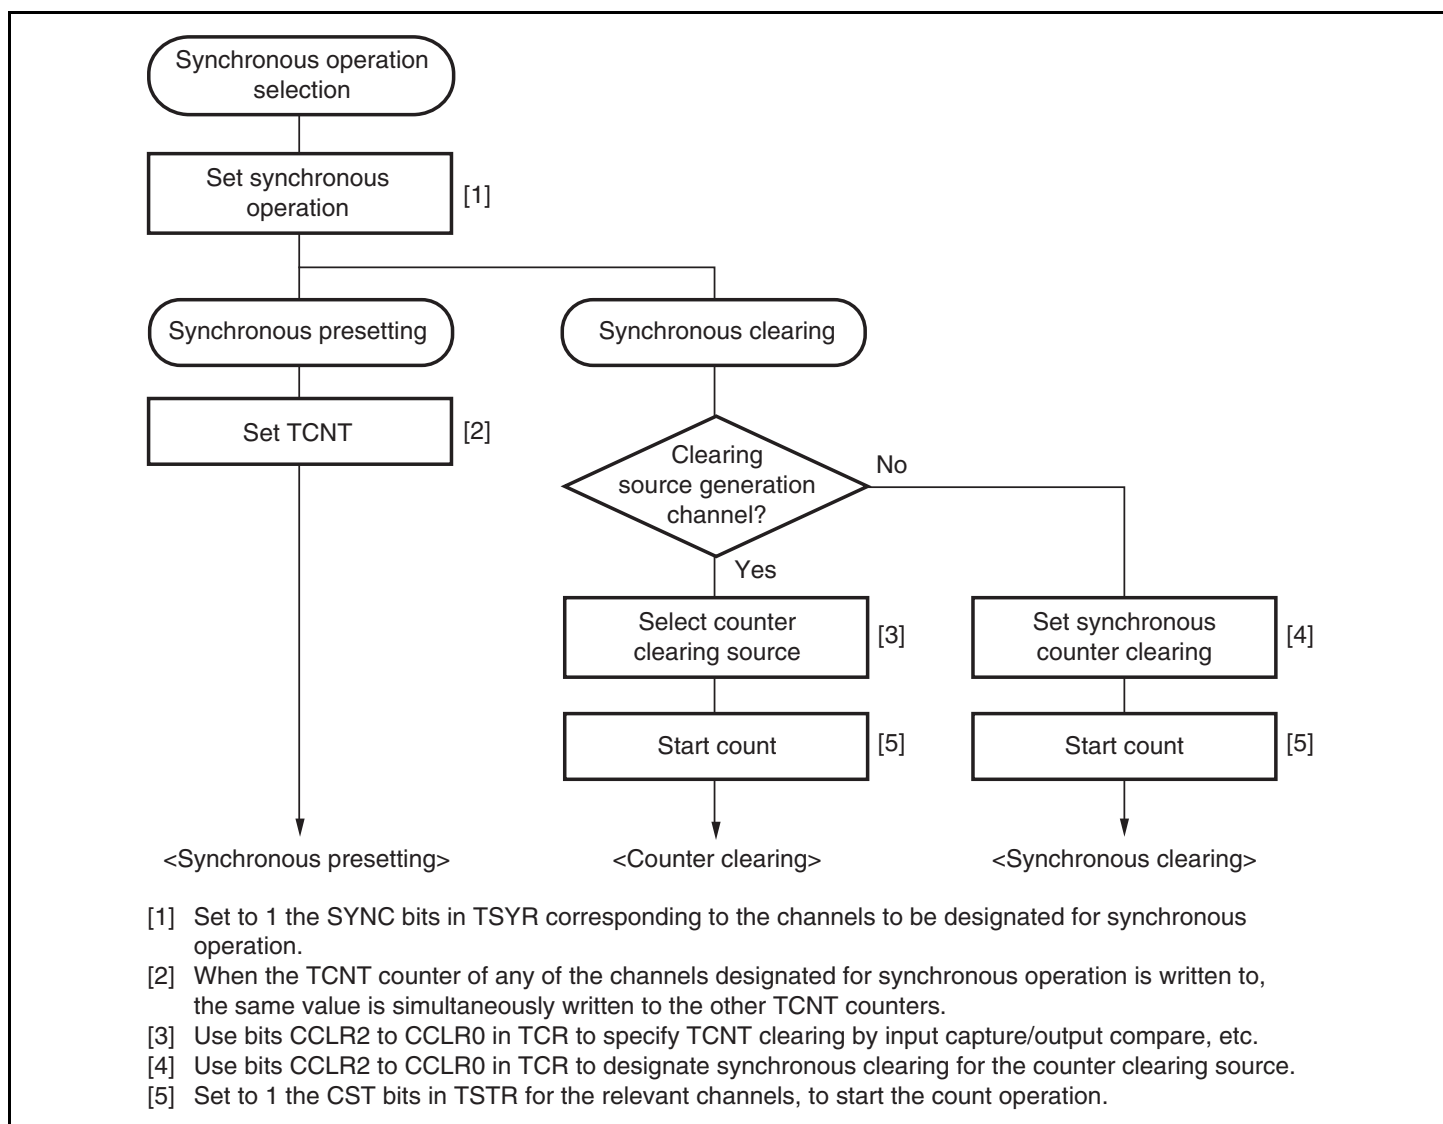 Synchronous operation
selection
Set synchronous
operation
[1]
Synchronous presetting
Synchronous clearing
Set TCNT
[2]
Clearing
source generation
channel?
No
Yes
Select counter
clearing source
[3]
Set synchronous
counter clearing
[4]
Start count
[5]
Start count
[5]
<Synchronous presetting>
<Counter clearing>
<Synchronous clearing>
[1] Set to 1 the SYNC bits in TSYR corresponding to the channels to be designated for synchronous
operation.
[2] When the TCNT counter of any of the channels designated for synchronous operation is written to,
the same value is simultaneously written to the other TCNT counters.
[3] Use bits CCLR2 to CCLR0 in TCR to specify TCNT clearing by input capture/output compare, etc.
[4] Use bits CCLR2 to CCLR0 in TCR to designate synchronous clearing for the counter clearing source.
[5] Set to 1 the CST bits in TSTR for the relevant channels, to start the count operation.